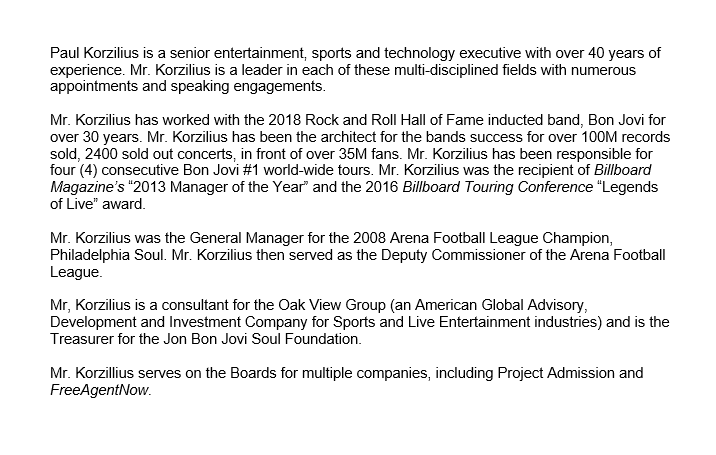 Paul Korzilius is a senior entertainment, sports and technology executive with over 40 years of
experience. Mr. Korzilius is a leader in each of these multi-disciplined fields with numerous
appointments and speaking engagements.
Mr. Korzilius has worked with the 2018 Rock and Roll Hall of Fame inducted band, Bon Jovi for
over 30 years. Mr. Korzilius has been the architect for the bands success for over 100M records
sold, 2400 sold out concerts, in front of over 35M fans. Mr. Korzilius has been responsible for
four (4) consecutive Bon Jovi #1 world-wide tours. Mr. Korzilius was the recipient of Billboard
Magazine’s “2013 Manager of the Year” and the 2016 Billboard Touring Conference “Legends
of Live” award.
Mr. Korzilius was the General Manager for the 2008 Arena Football League Champion,
Philadelphia Soul. Mr. Korzilius then served as the Deputy Commissioner of the Arena Football
League.
Mr, Korzilius is a consultant for the Oak View Group (an American Global Advisory,
Development and Investment Company for Sports and Live Entertainment industries) and is the
Treasurer for the Jon Bon Jovi Soul Foundation.
Mr. Korzillius serves on the Boards for multiple companies, including Project Admission and
FreeAgentNow.